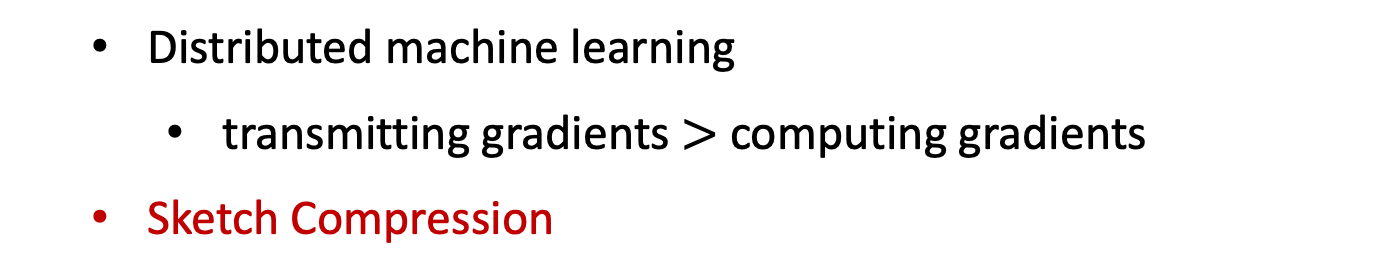 • Distributed machine learning
• transmitting gradients > computing gradients
• Sketch Compression